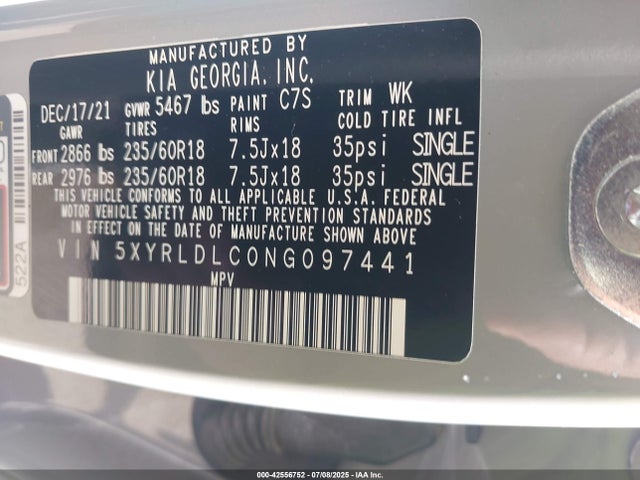 MANUFACTURED BY
KIA GEORGIA, INC.
DEC/17/21 GVWR 5467 lbs PAINT C7S TRIM WK
GAWR TIRES RIMS COLD TIRE INFL
FRONT 2866 lbs 235/60R18 7.5Jx18 35psi SINGLE
REAR 2976 lbs 235/60R18 7.5Jx18 35psi SINGLE
THIS VEHICLE CONFORMS TO ALL APPLICABLE U.S.A. FEDERAL
MOTOR VEHICLE SAFETY AND THEFT PREVENTION STANDARDS
IN EFFECT ON THE DATE OF MANUFACTURE SHOWN ABOVE
VIN 5XYRLDLC0NG097441
MPV
522A
000-42556752 - 07/08/2025 - IAA Inc.